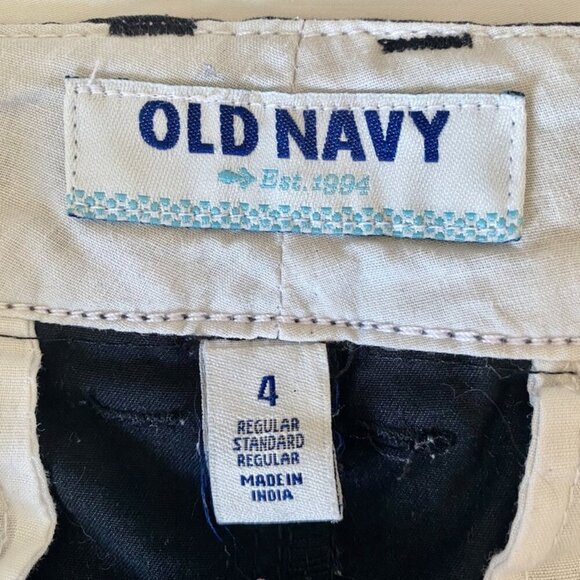 OLD NAVY
Est. 1994
4
REGULAR
STANDARD
REGULAR
MADE IN
INDIA